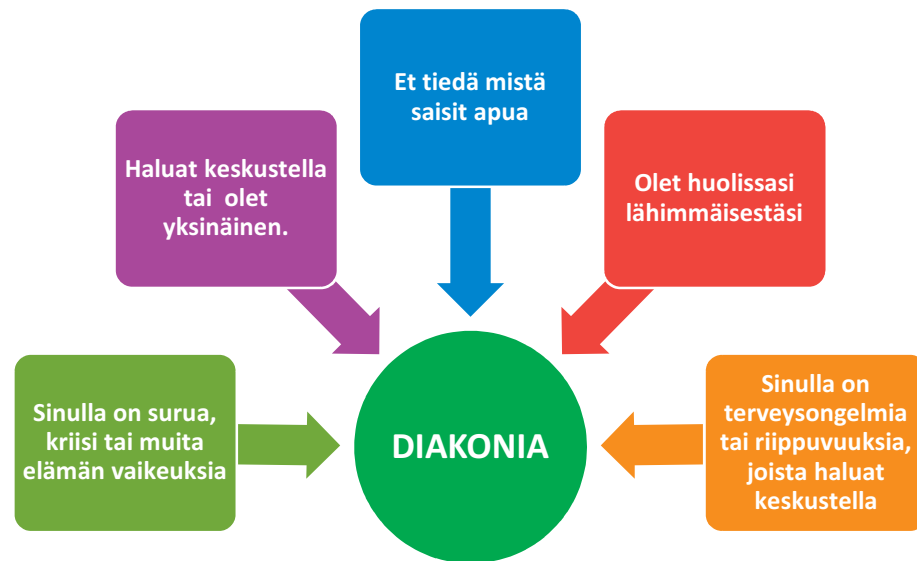 Et tiedä mistä
saisit apua
Haluat keskustella
tai olet
yksinäinen.
Olet huolissasi
lähimmäisestäsi
Sinulla on surua,
kriisi tai muita
elämän vaikeuksia
DIAKONIA
Sinulla on
terveysongelmia
tai riippuvuuksia,
joista haluat
keskustella